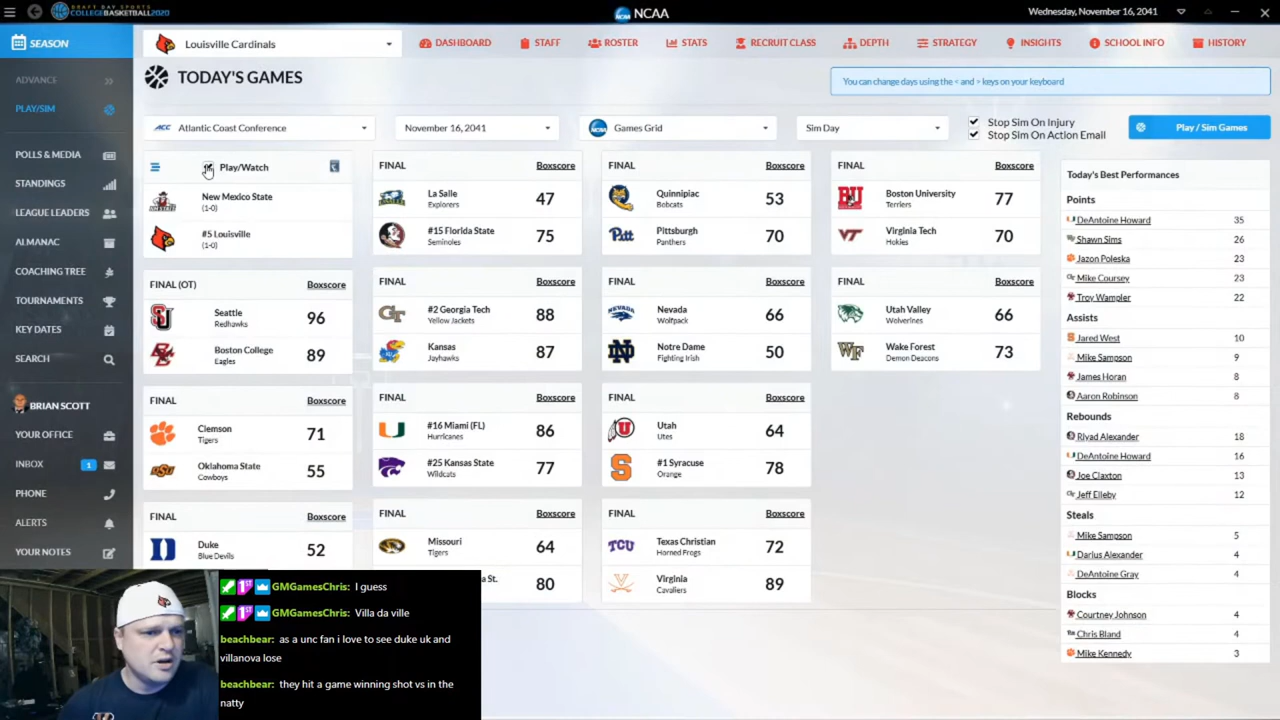 DRAFT DAY SPORTS
COLLEGE BASKETBALL 2020
NCAA
Wednesday, November 16, 2041
SEASON
Louisville Cardinals
DASHBOARD
STAFF
ROSTER
STATS
RECRUIT CLASS
DEPTH
STRATEGY
INSIGHTS
SCHOOL INFO
HISTORY
ADVANCE
PLAY/SIM
POLLS & MEDIA
STANDINGS
LEAGUE LEADERS
ALMANAC
COACHING TREE
TOURNAMENTS
KEY DATES
SEARCH
BRIAN SCOTT
YOUR OFFICE
INBOX 1
PHONE
ALERTS
YOUR NOTES
TODAY'S GAMES
You can change days using the < and > keys on your keyboard
ACC Atlantic Coast Conference
November 16, 2041
Games Grid
Sim Day
Stop Sim On Injury
Stop Sim On Action Email
Play / Sim Games
Play/Watch
New Mexico State
(1-0)
#5 Louisville
(1-0)
FINAL Boxscore
La Salle 47
Explorers
#15 Florida State 75
Seminoles
FINAL Boxscore
Quinnipiac 53
Bobcats
Pittsburgh 70
Panthers
FINAL Boxscore
Boston University 77
Terriers
Virginia Tech 70
Hokies
FINAL (OT) Boxscore
Seattle 96
Redhawks
Boston College 89
Eagles
FINAL Boxscore
#2 Georgia Tech 88
Yellow Jackets
Kansas 87
Jayhawks
FINAL Boxscore
Nevada 66
Wolfpack
Notre Dame 50
Fighting Irish
FINAL Boxscore
Utah Valley 66
Wolverines
Wake Forest 73
Demon Deacons
FINAL Boxscore
Clemson 71
Tigers
Oklahoma State 55
Cowboys
FINAL Boxscore
#16 Miami (FL) 86
Hurricanes
#25 Kansas State 77
Wildcats
FINAL Boxscore
Utah 64
Utes
#1 Syracuse 78
Orange
FINAL Boxscore
Duke 52
Blue Devils
FINAL Boxscore
Missouri 64
Tigers
a St. 80
FINAL Boxscore
Texas Christian 72
Horned Frogs
Virginia 89
Cavaliers
Today's Best Performances
Points
DeAntoine Howard 35
Shawn Sims 26
Jazon Poleska 23
Mike Coursey 23
Troy Wampler 22
Assists
Jared West 10
Mike Sampson 9
James Horan 8
Aaron Robinson 8
Rebounds
Riyad Alexander 18
DeAntoine Howard 16
Joe Claxton 13
Jeff Elleby 12
Steals
Mike Sampson 5
Darius Alexander 4
DeAntoine Gray 4
Blocks
Courtney Johnson 4
Chris Bland 4
Mike Kennedy 3
GMGamesChris: I guess
GMGamesChris: Villa da ville
beachbear: as a unc fan i love to see duke uk and
villanova lose
beachbear: they hit a game winning shot vs in the
natty